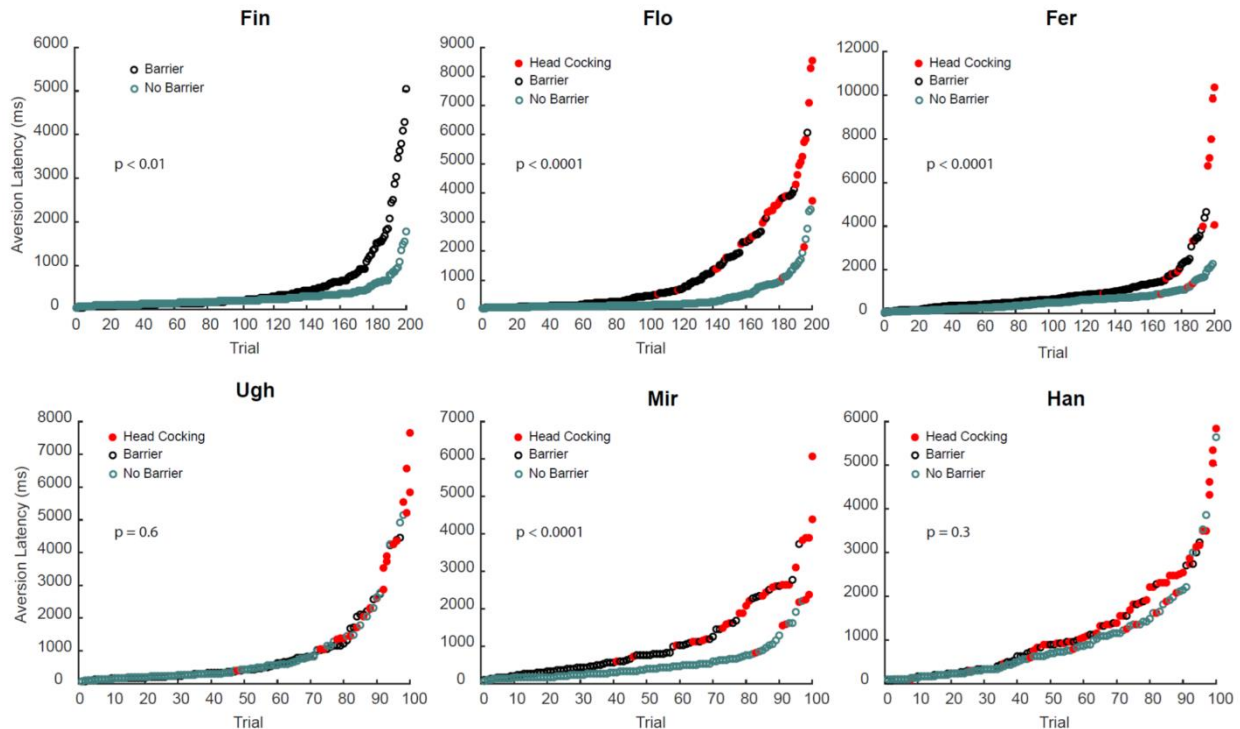 Fin
Aversion Latency (ms)
6000
5000
4000
3000
2000
1000
0
Barrier
No Barrier
p < 0.01
0 20 40 60 80 100 120 140 160 180 200
Trial
Flo
9000
8000
7000
6000
5000
4000
3000
2000
1000
0
Head Cocking
Barrier
No Barrier
p < 0.0001
0 20 40 60 80 100 120 140 160 180 200
Trial
Fer
12000
10000
8000
6000
4000
2000
0
Head Cocking
Barrier
No Barrier
p < 0.0001
0 20 40 60 80 100 120 140 160 180 200
Trial
Ugh
Aversion Latency (ms)
8000
7000
6000
5000
4000
3000
2000
1000
0
Head Cocking
Barrier
No Barrier
p = 0.6
0 10 20 30 40 50 60 70 80 90 100
Trial
Mir
7000
6000
5000
4000
3000
2000
1000
0
Head Cocking
Barrier
No Barrier
p < 0.0001
0 10 20 30 40 50 60 70 80 90 100
Trial
Han
6000
5000
4000
3000
2000
1000
0
Head Cocking
Barrier
No Barrier
p = 0.3
0 10 20 30 40 50 60 70 80 90 100
Trial